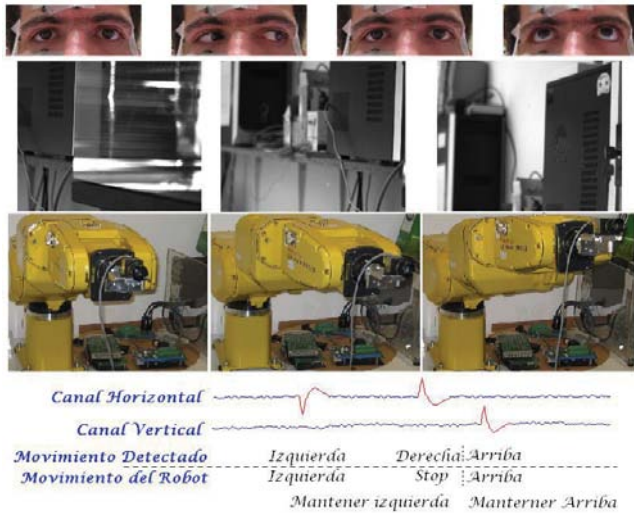 Canal Horizontal
Canal Vertical
Movimiento Detectado Izquierda Derecha Arriba
Movimiento del Robot Izquierda Stop Arriba
Mantener izquierda Manterner Arriba